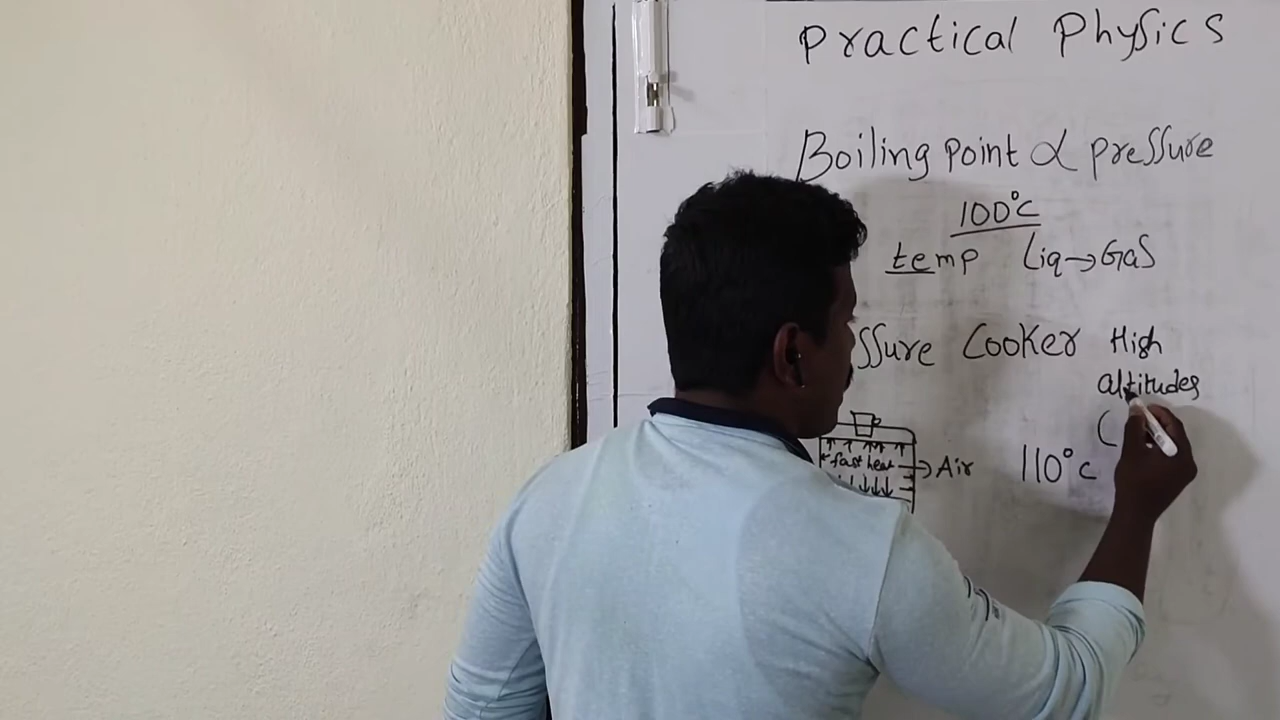 Practical Physics
Boiling point ∝ pressure
100°c
temp Liq→Gas
ssure Cooker High
altitudes
(
fast heat → Air 110°c